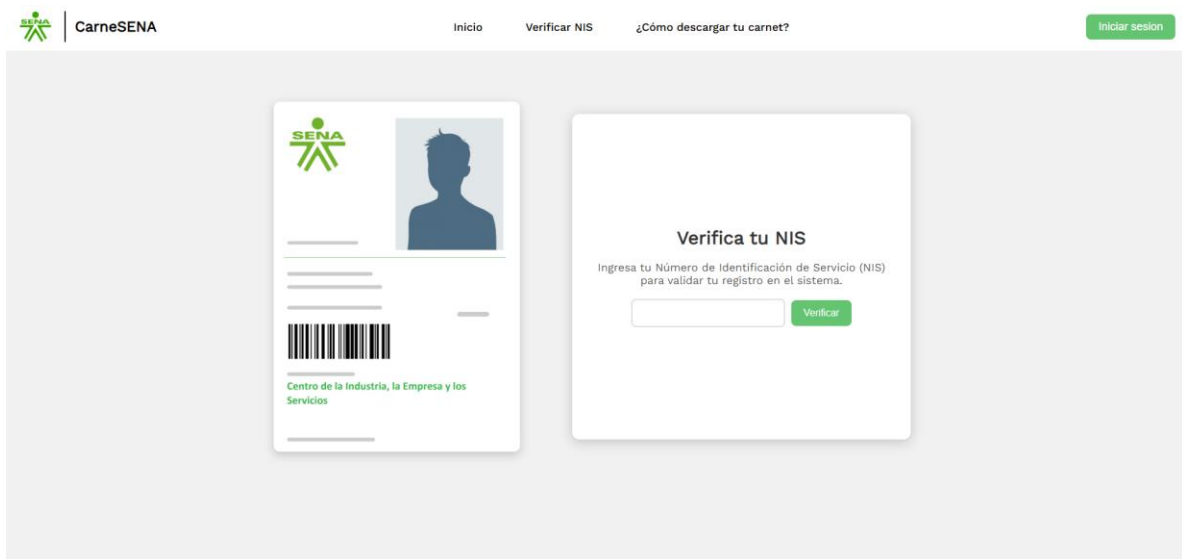 SENA
CarneSENA
Inicio
Verificar NIS
¿Cómo descargar tu carnet?
Iniciar sesion
SENA
Centro de la Industria, la Empresa y los
Servicios
Verifica tu NIS
Ingresa tu Número de Identificación de Servicio (NIS)
para validar tu registro en el sistema.
Verificar